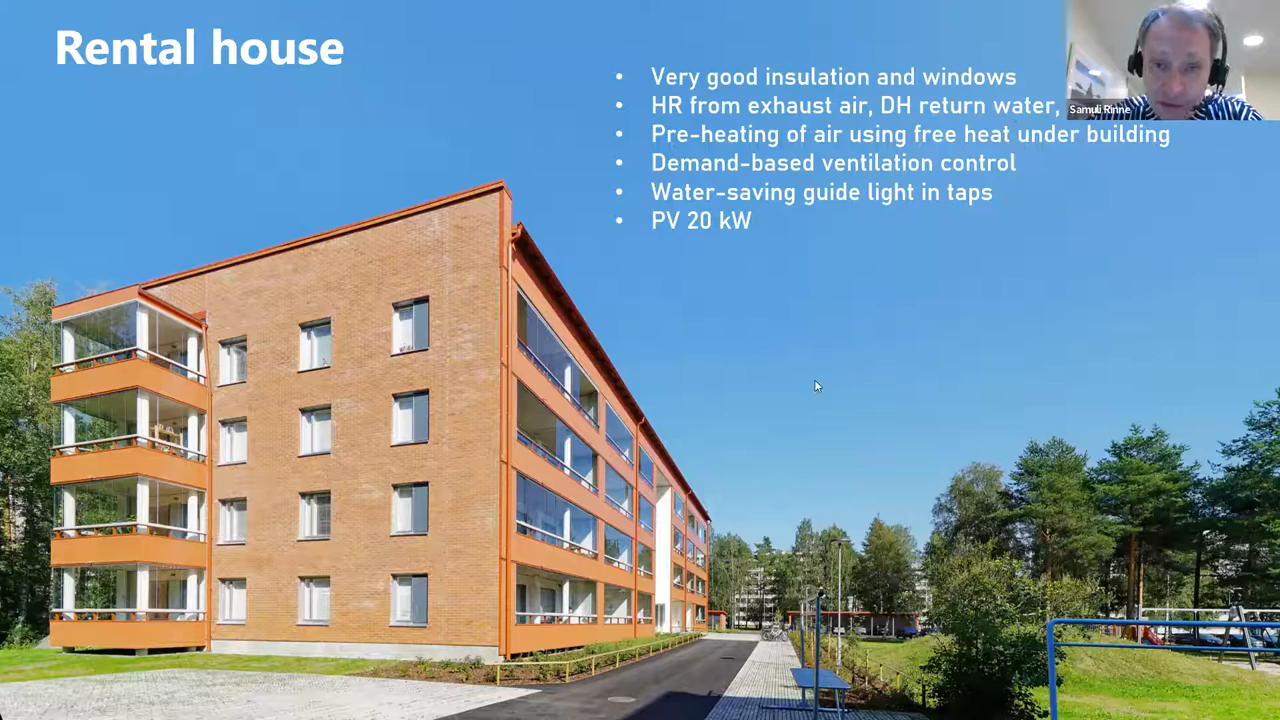 Rental house
• Very good insulation and windows
• HR from exhaust air, DH return water,
Samuli Rinne
• Pre-heating of air using free heat under building
• Demand-based ventilation control
• Water-saving guide light in taps
• PV 20 kW